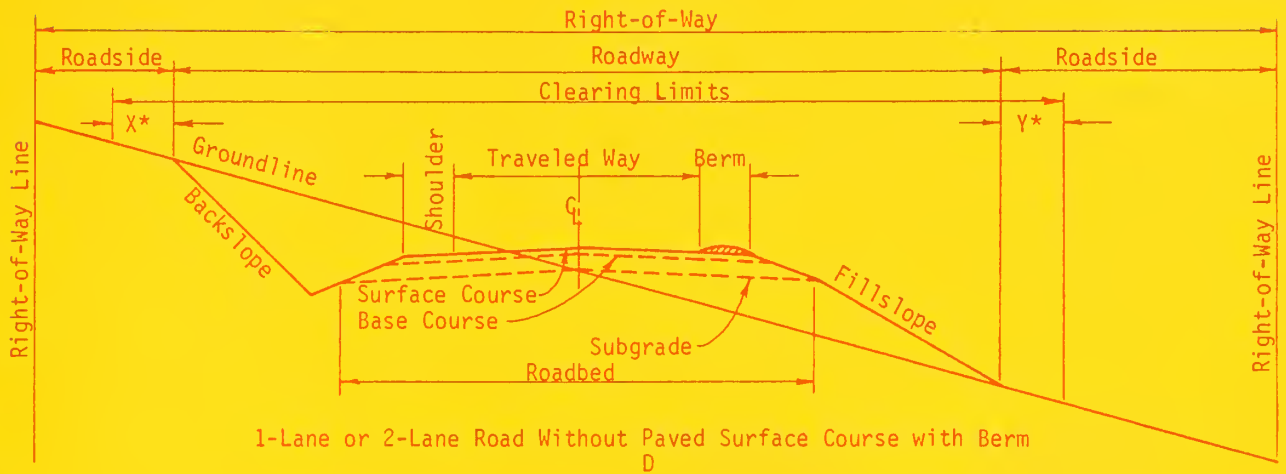 Right-of-Way
Roadside Roadway Roadside
Clearing Limits
X* Y*
Right-of-Way Line
Groundline
Backslope
Shoulder
Traveled Way
Berm
℄
Surface Course
Base Course
Subgrade
Fillslope
Roadbed
Right-of-Way Line
1-Lane or 2-Lane Road Without Paved Surface Course with Berm
D